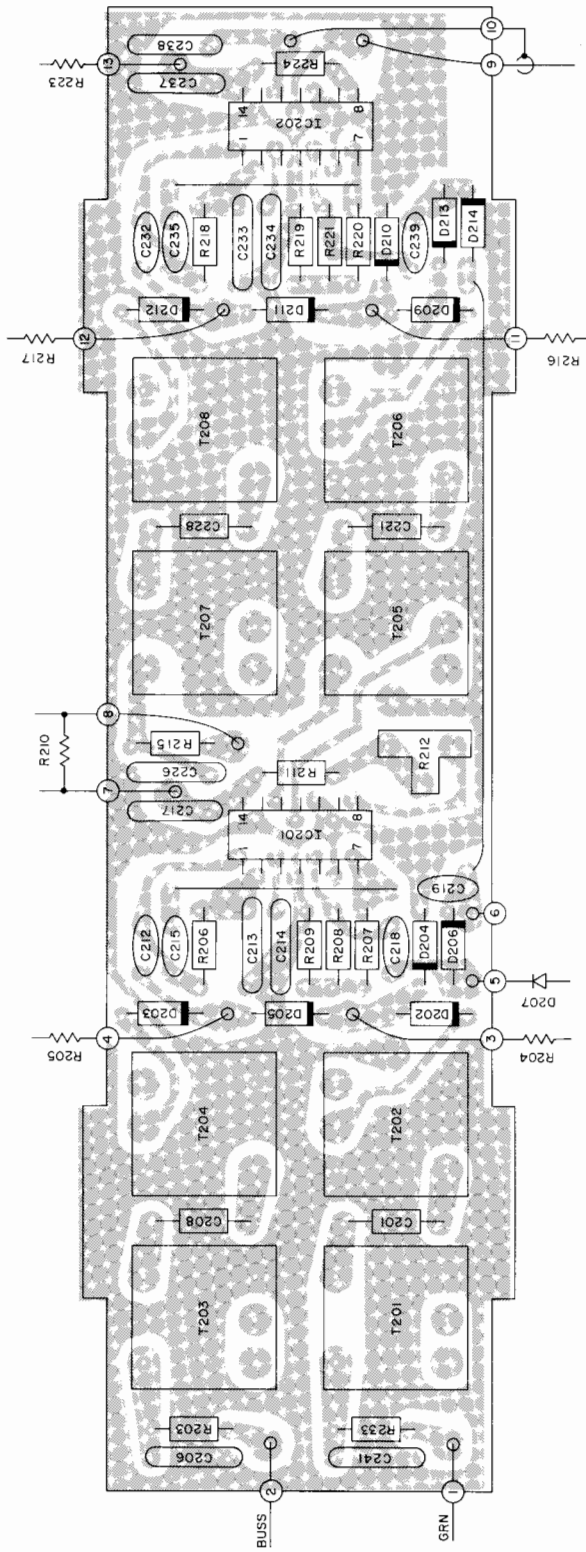 10
C238
13
R223
9
R224
C237
14
8
IC202
1
7
C232
C235
R218
C233
C234
R219
R221
R220
D210
C239
D213
D214
D212
D211
D209
12
R217
11
R216
T208
T206
C228
C221
T207
T205
8
R210
R215
R212
C226
R211
7
C217
14
8
IC201
1
7
C219
6
C212
C215
R206
C213
C214
R209
R208
R207
C218
D204
D206
5
D207
D203
D205
D202
4
R205
3
R204
T204
T202
C208
C201
T203
T201
R203
R233
C206
C241
2
BUSS
1
GRN